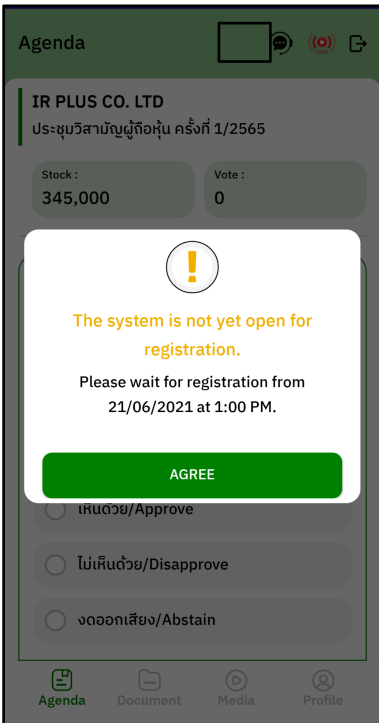 Agenda
LIVE
IR PLUS CO. LTD
ประชุมวิสามัญผู้ถือหุ้น ครั้งที่ 1/2565
Stock :
Vote :
345,000
0
!
The system is not yet open for
registration.
Please wait for registration from
21/06/2021 at 1:00 PM.
AGREE
เห็นด้วย/Approve
ไม่เห็นด้วย/Disapprove
งดออกเสียง/Abstain
Agenda
Document
Media
Profile